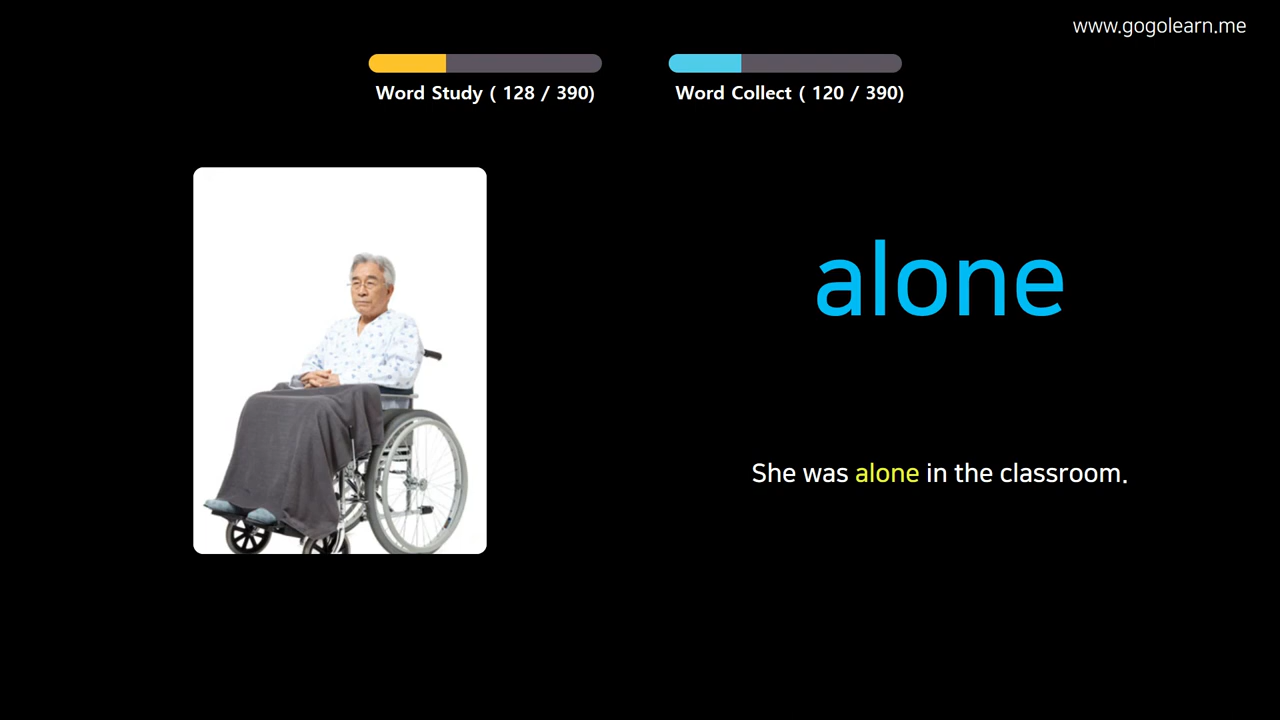 www.gogolearn.me
Word Study ( 128 / 390)
Word Collect ( 120 / 390)
alone
She was alone in the classroom.